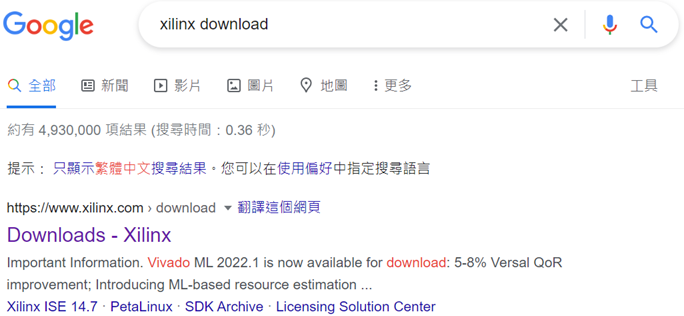 Google xilinx download
全部 新聞 影片 圖片 地圖 更多 工具
約有 4,930,000 項結果 (搜尋時間：0.36 秒)
提示： 只顯示繁體中文搜尋結果。您可以在使用偏好中指定搜尋語言
https://www.xilinx.com › download 翻譯這個網頁
Downloads - Xilinx
Important Information. Vivado ML 2022.1 is now available for download: 5-8% Versal QoR
improvement; Introducing ML-based resource estimation ...
Xilinx ISE 14.7 · PetaLinux · SDK Archive · Licensing Solution Center